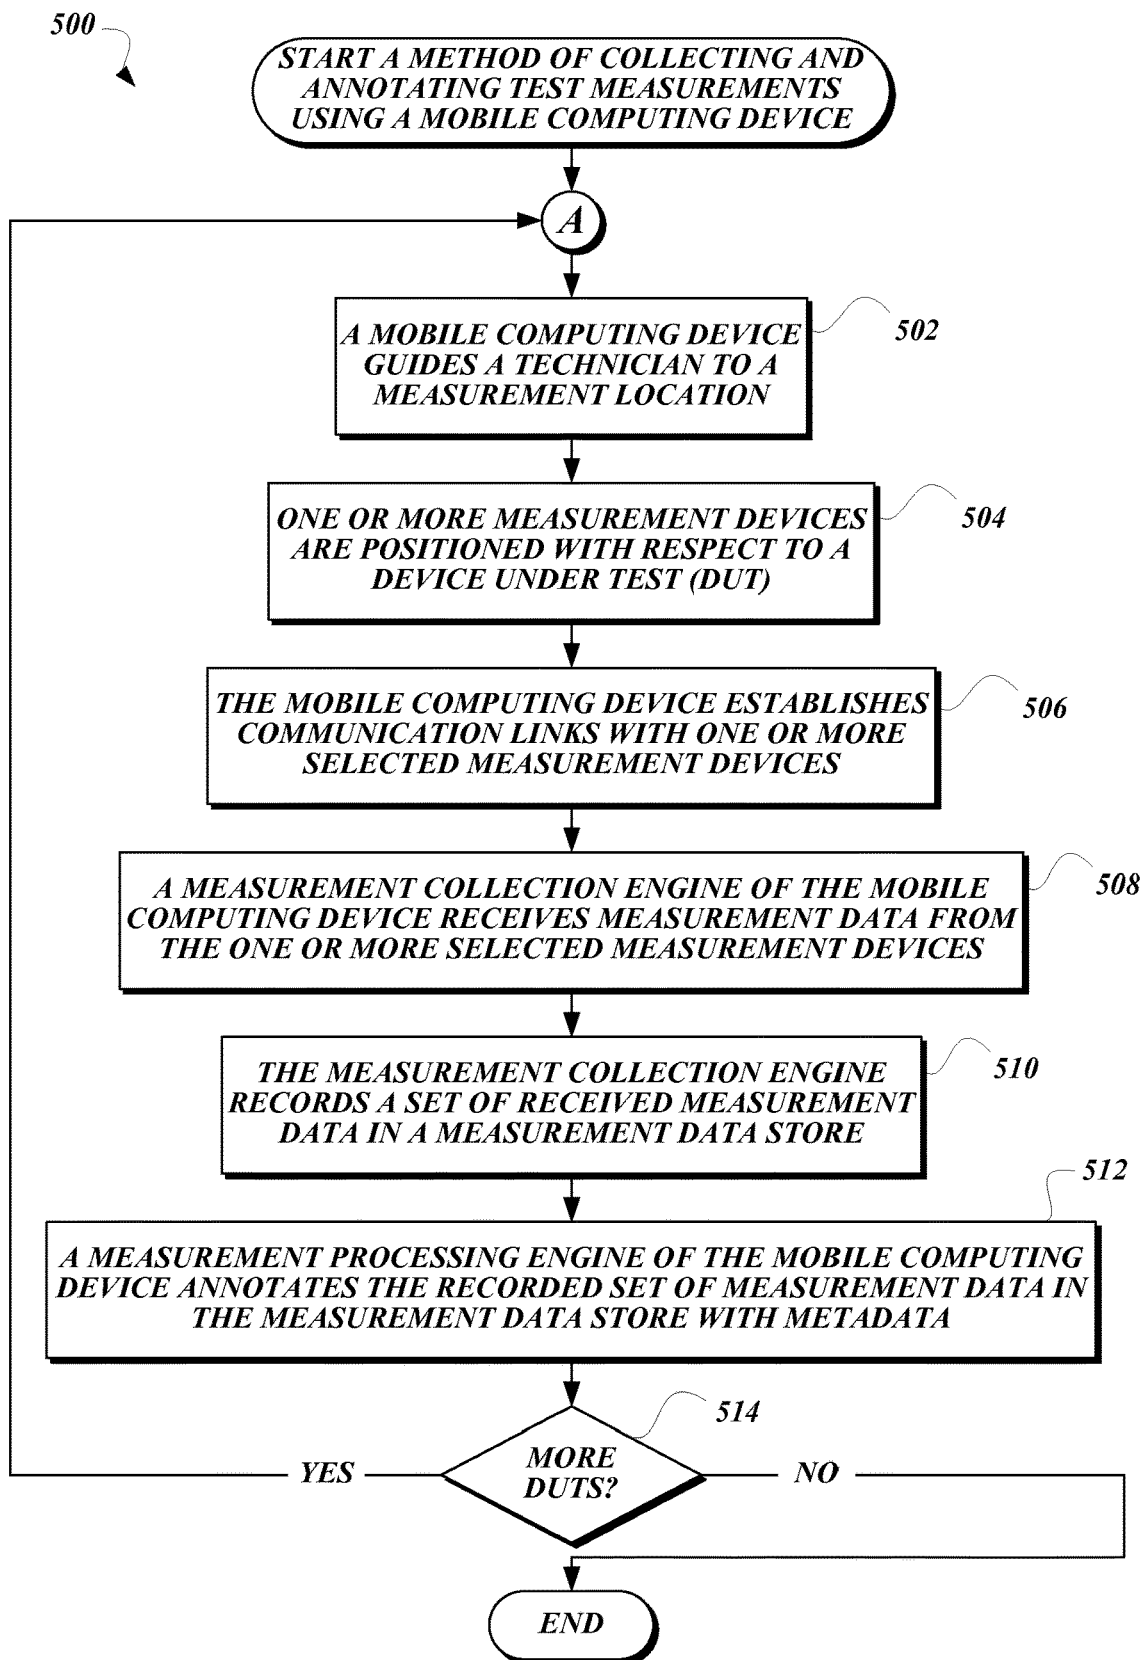 500
START A METHOD OF COLLECTING AND
ANNOTATING TEST MEASUREMENTS
USING A MOBILE COMPUTING DEVICE
A
502
A MOBILE COMPUTING DEVICE
GUIDES A TECHNICIAN TO A
MEASUREMENT LOCATION
504
ONE OR MORE MEASUREMENT DEVICES
ARE POSITIONED WITH RESPECT TO A
DEVICE UNDER TEST (DUT)
506
THE MOBILE COMPUTING DEVICE ESTABLISHES
COMMUNICATION LINKS WITH ONE OR MORE
SELECTED MEASUREMENT DEVICES
508
A MEASUREMENT COLLECTION ENGINE OF THE MOBILE
COMPUTING DEVICE RECEIVES MEASUREMENT DATA FROM
THE ONE OR MORE SELECTED MEASUREMENT DEVICES
510
THE MEASUREMENT COLLECTION ENGINE
RECORDS A SET OF RECEIVED MEASUREMENT
DATA IN A MEASUREMENT DATA STORE
512
A MEASUREMENT PROCESSING ENGINE OF THE MOBILE COMPUTING
DEVICE ANNOTATES THE RECORDED SET OF MEASUREMENT DATA IN
THE MEASUREMENT DATA STORE WITH METADATA
514
MORE
DUTS?
YES
NO
END